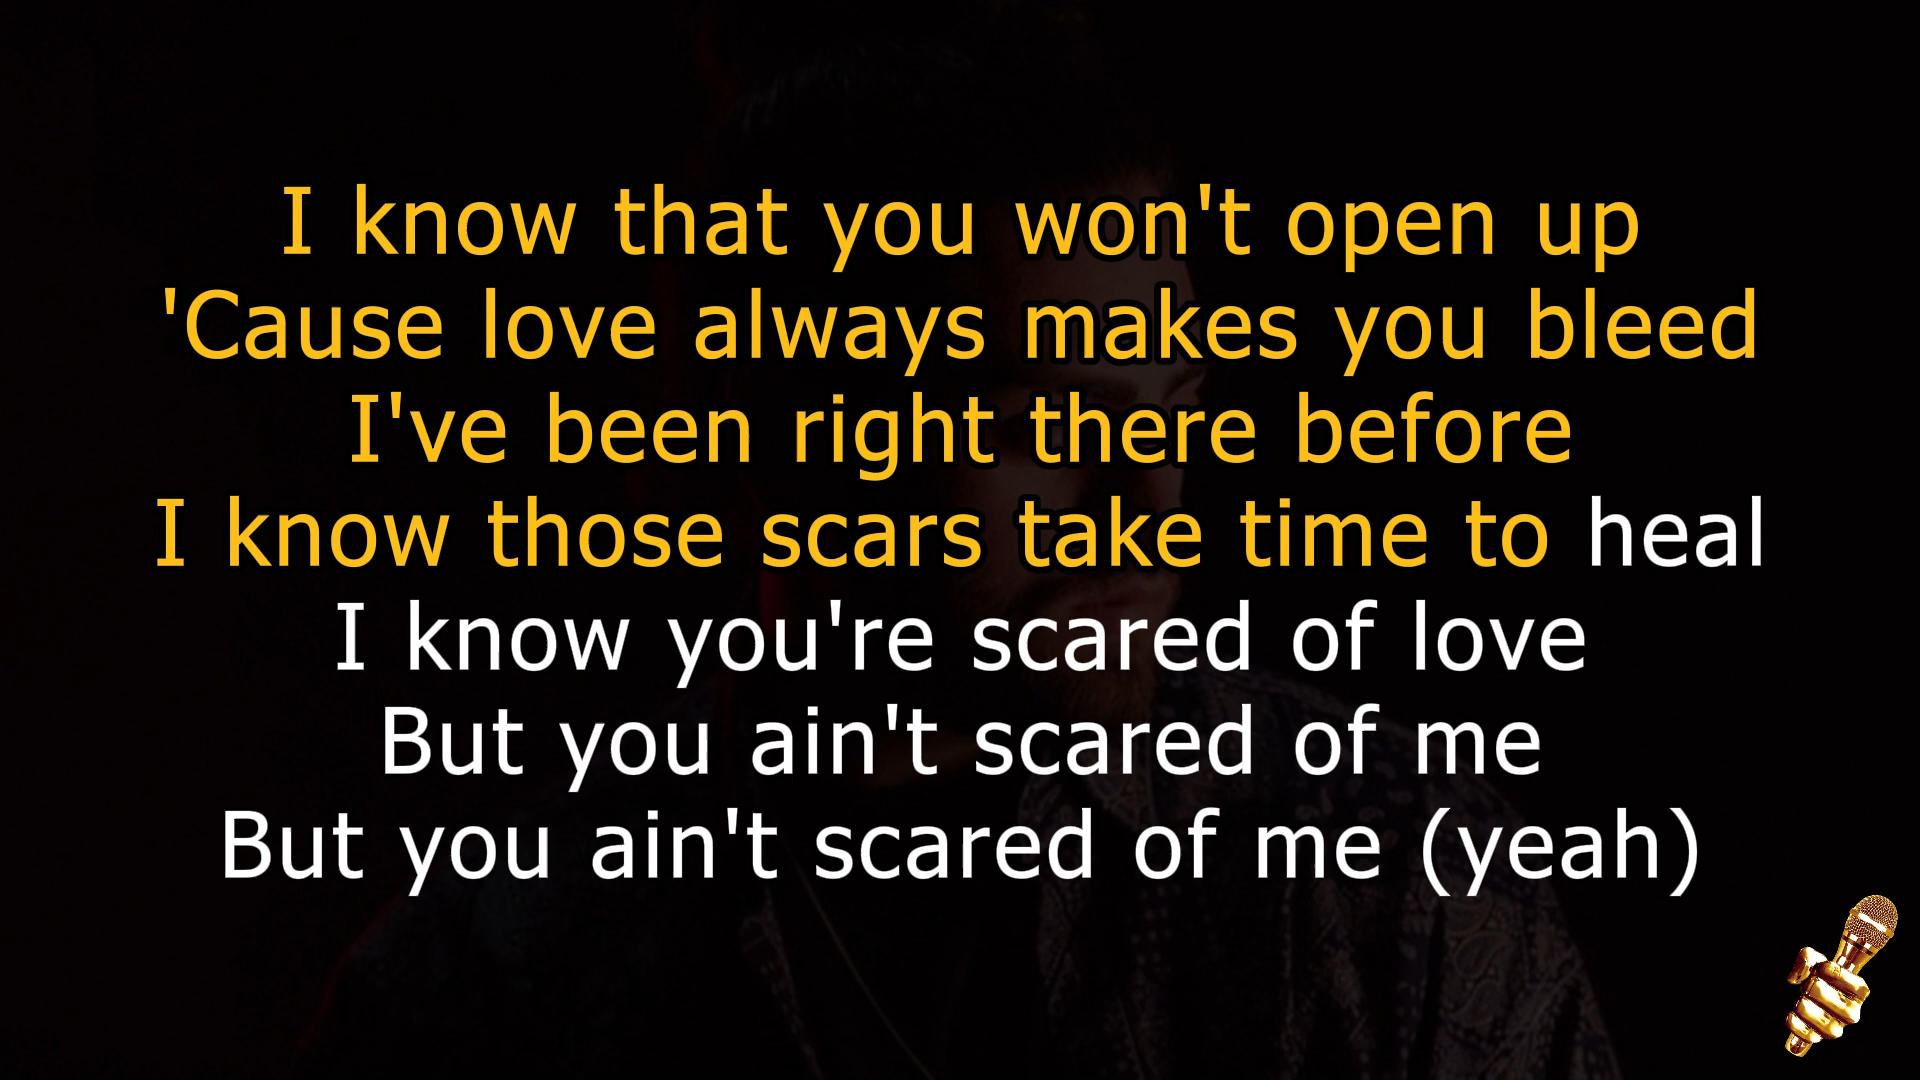 I know that you won't open up
'Cause love always makes you bleed
I've been right there before
I know those scars take time to heal
I know you're scared of love
But you ain't scared of me
But you ain't scared of me (yeah)